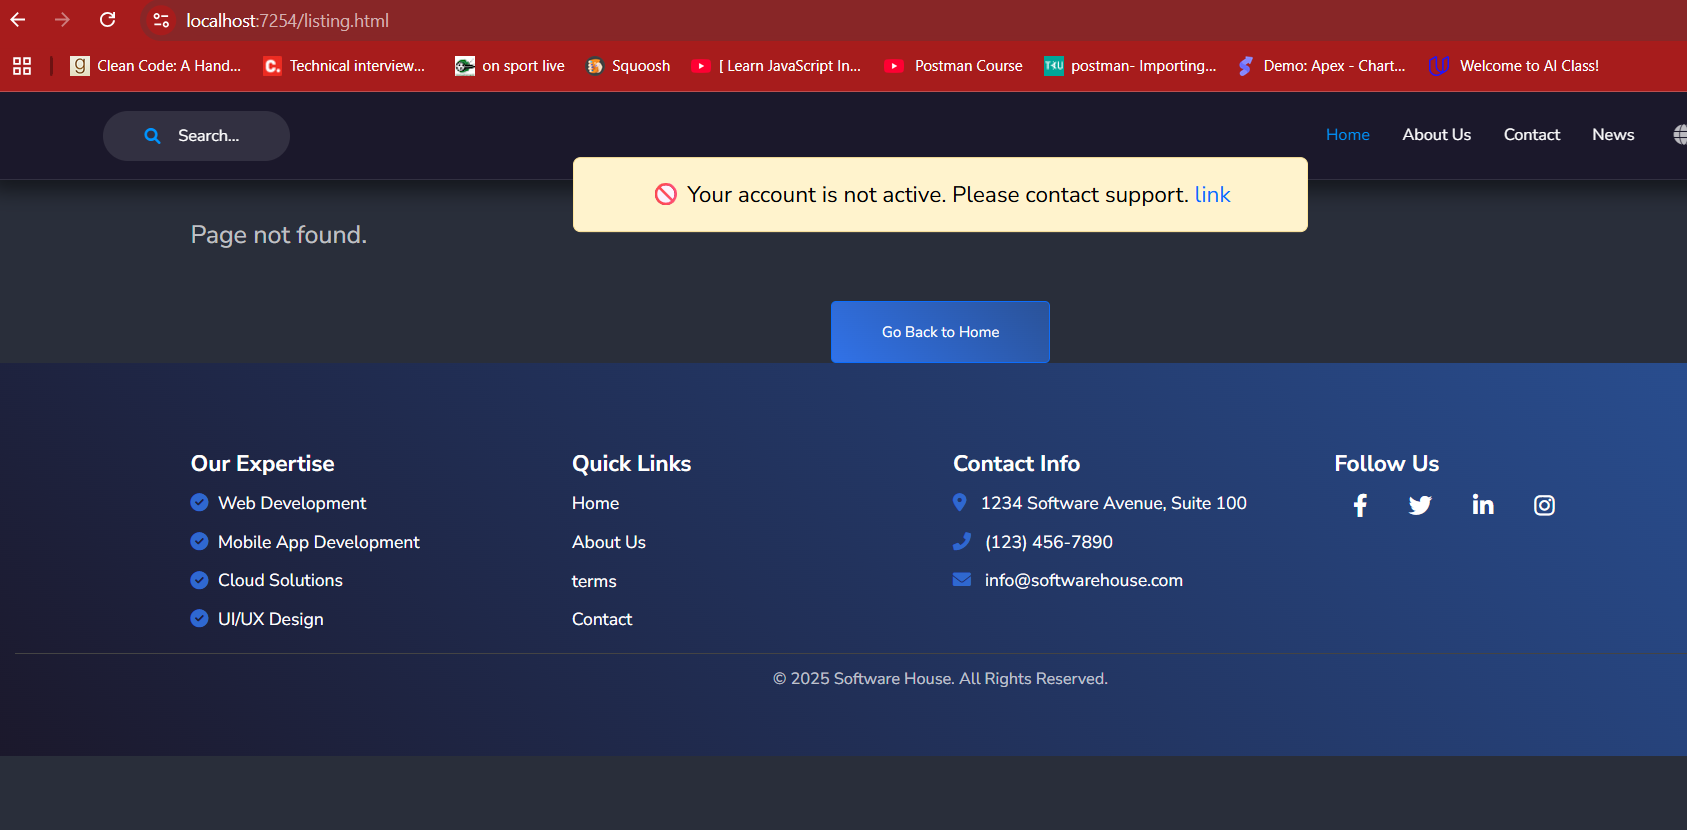 localhost:7254/listing.html
Clean Code: A Hand... Technical interview... on sport live Squoosh [ Learn JavaScript In... Postman Course postman- Importing... Demo: Apex - Chart... Welcome to AI Class!
Search... Home About Us Contact News
🚫 Your account is not active. Please contact support. link
Page not found.
Go Back to Home
Our Expertise
Web Development
Mobile App Development
Cloud Solutions
UI/UX Design
Quick Links
Home
About Us
terms
Contact
Contact Info
1234 Software Avenue, Suite 100
(123) 456-7890
info@softwarehouse.com
Follow Us
© 2025 Software House. All Rights Reserved.